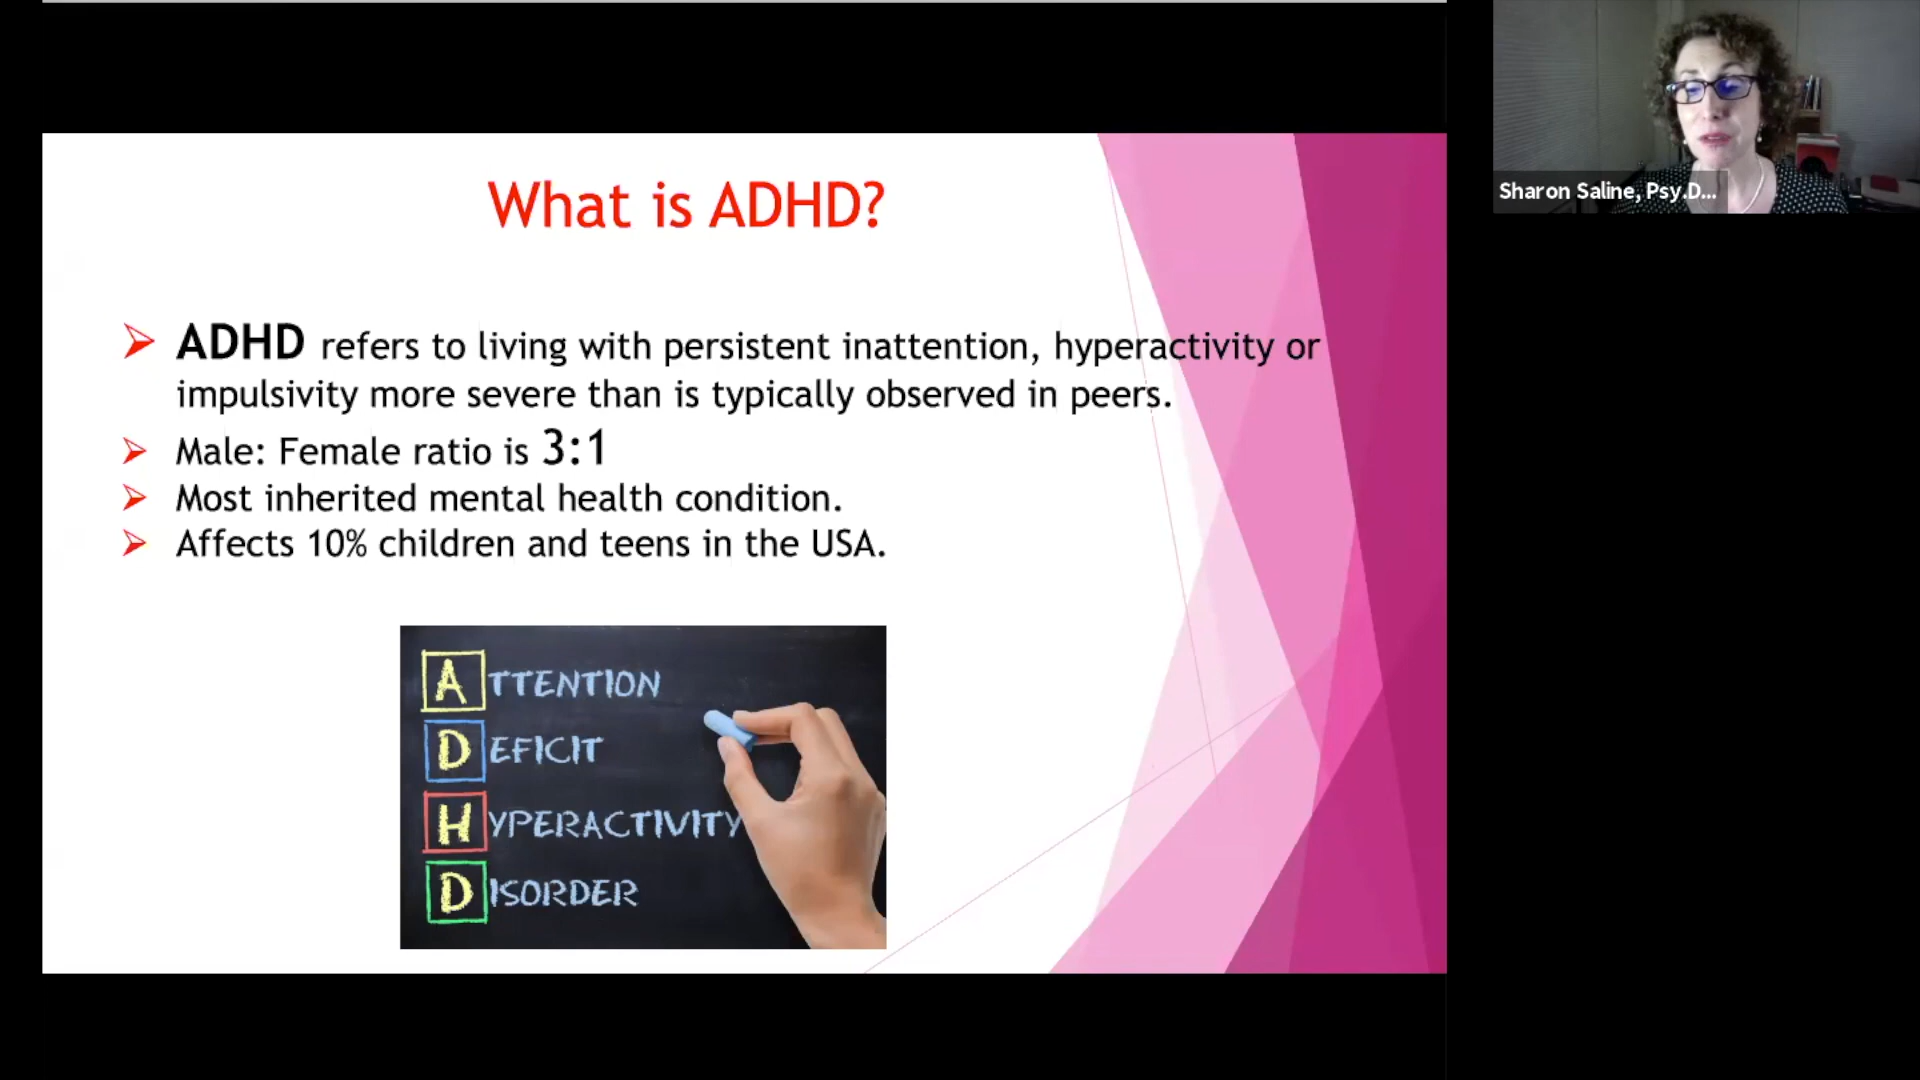 What is ADHD?
ADHD refers to living with persistent inattention, hyperactivity or
impulsivity more severe than is typically observed in peers.
Male: Female ratio is 3:1
Most inherited mental health condition.
Affects 10% children and teens in the USA.
ATTENTION
DEFICIT
HYPERACTIVITY
DISORDER
Sharon Saline, Psy.D...